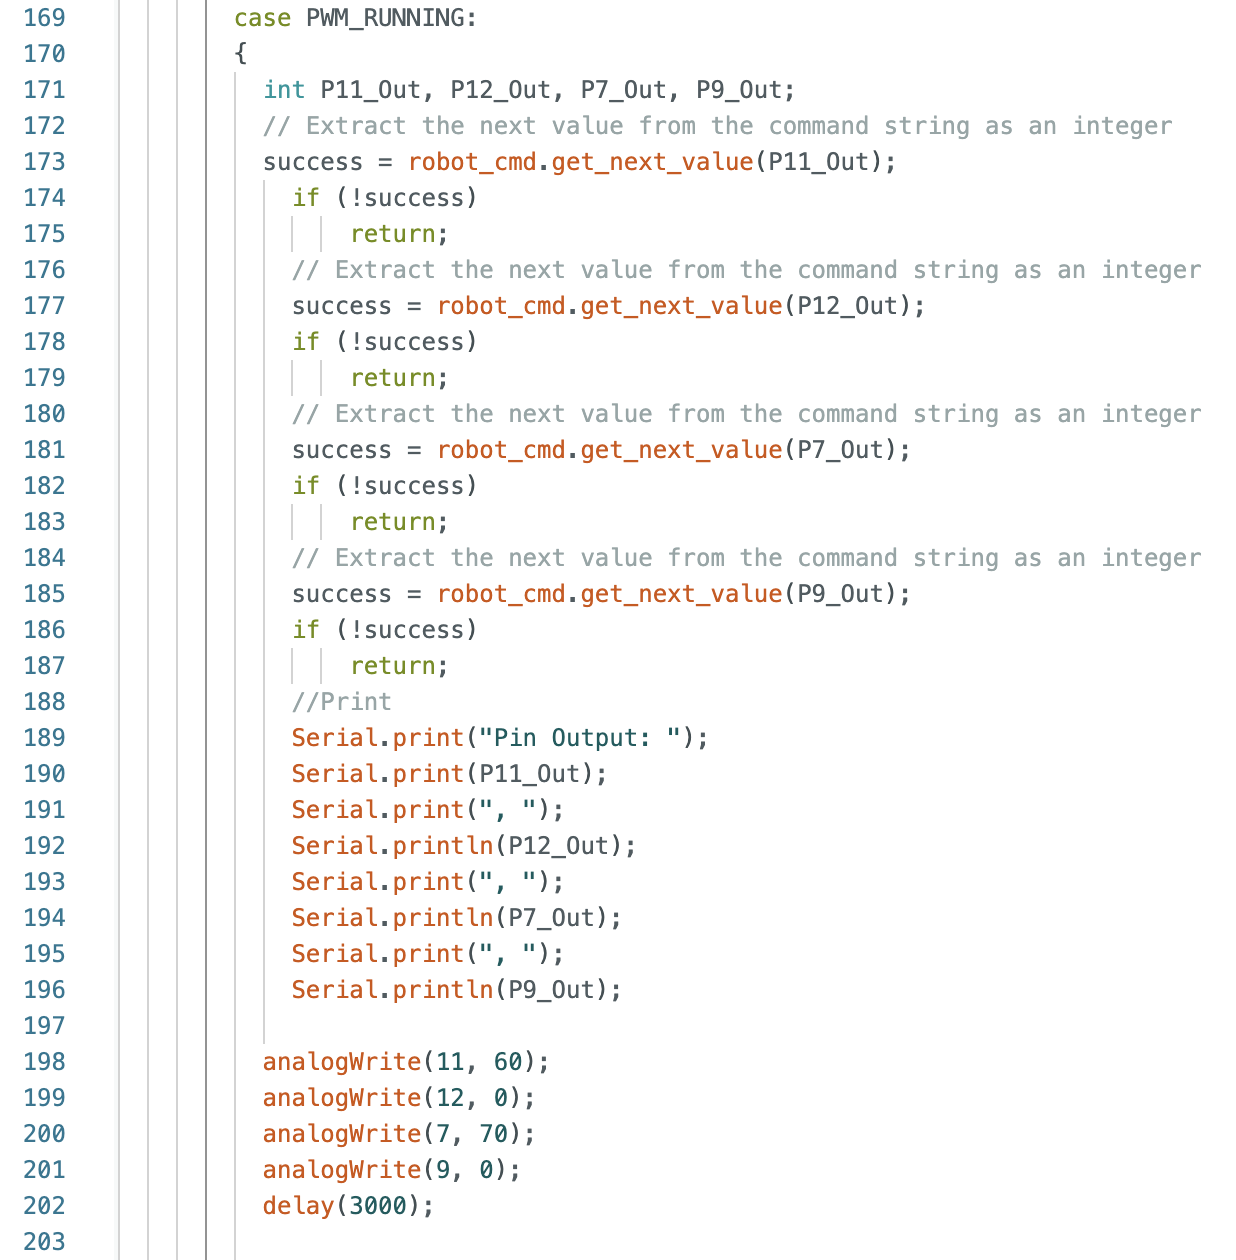 169 case PWM_RUNNING:
170 {
171 int P11_Out, P12_Out, P7_Out, P9_Out;
172 // Extract the next value from the command string as an integer
173 success = robot_cmd.get_next_value(P11_Out);
174 if (!success)
175 return;
176 // Extract the next value from the command string as an integer
177 success = robot_cmd.get_next_value(P12_Out);
178 if (!success)
179 return;
180 // Extract the next value from the command string as an integer
181 success = robot_cmd.get_next_value(P7_Out);
182 if (!success)
183 return;
184 // Extract the next value from the command string as an integer
185 success = robot_cmd.get_next_value(P9_Out);
186 if (!success)
187 return;
188 //Print
189 Serial.print("Pin Output: ");
190 Serial.print(P11_Out);
191 Serial.print(", ");
192 Serial.println(P12_Out);
193 Serial.print(", ");
194 Serial.println(P7_Out);
195 Serial.print(", ");
196 Serial.println(P9_Out);
197
198 analogWrite(11, 60);
199 analogWrite(12, 0);
200 analogWrite(7, 70);
201 analogWrite(9, 0);
202 delay(3000);
203